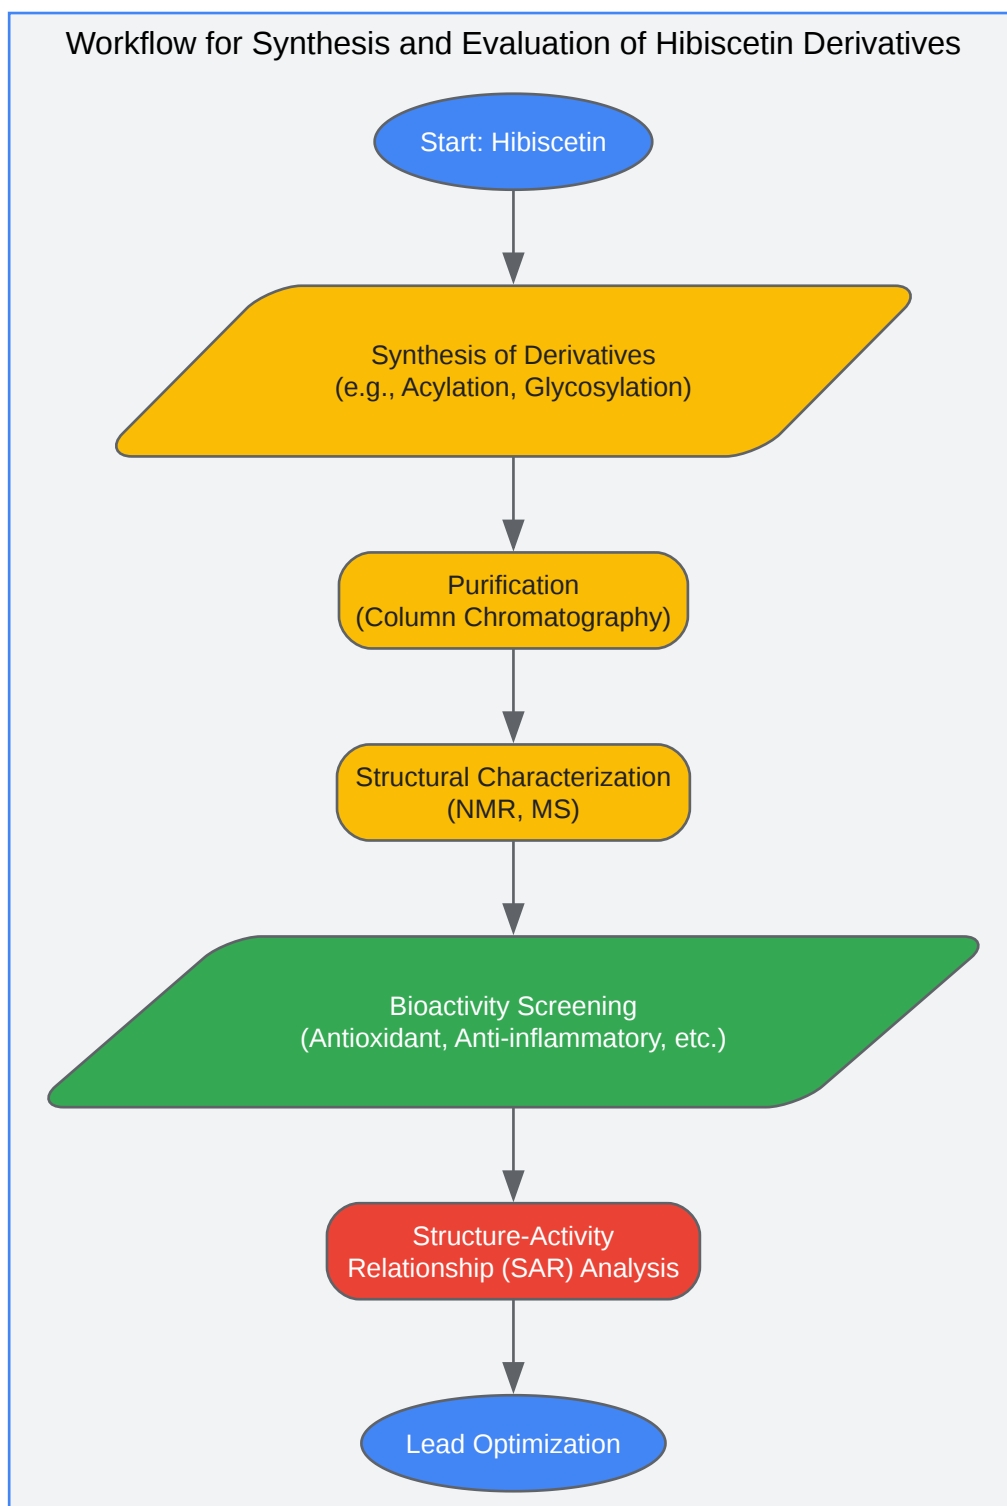 Workflow for Synthesis and Evaluation of Hibiscetin Derivatives
Start: Hibiscetin
Synthesis of Derivatives
(e.g., Acylation, Glycosylation)
Purification
(Column Chromatography)
Structural Characterization
(NMR, MS)
Bioactivity Screening
(Antioxidant, Anti-inflammatory, etc.)
Structure-Activity
Relationship (SAR) Analysis
Lead Optimization